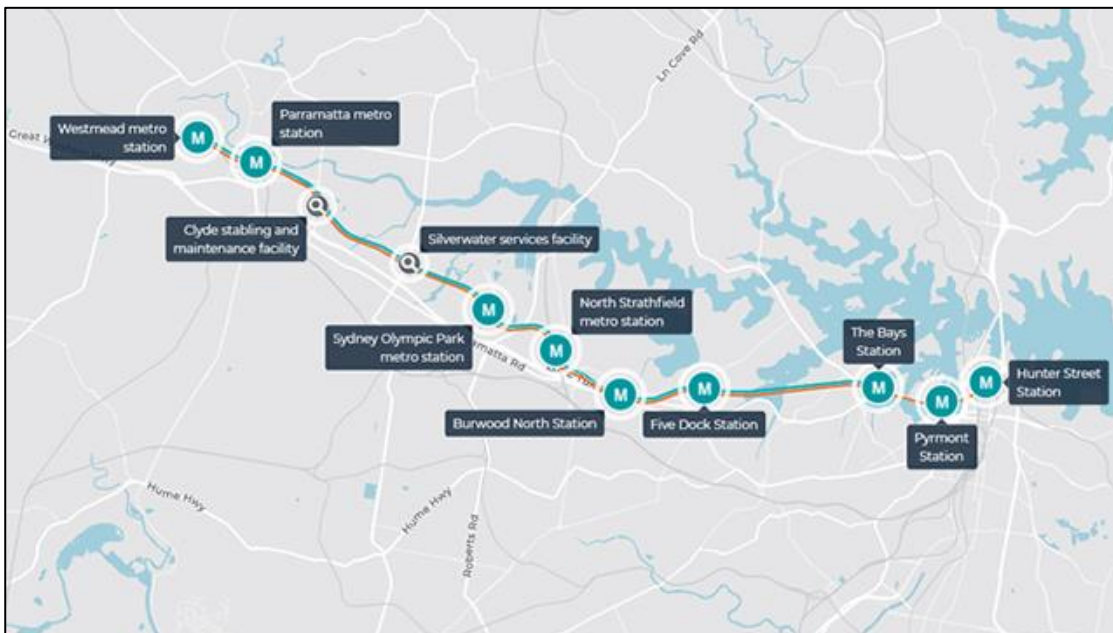 Ln Cove Rd
Westmead metro
station
M
Parramatta metro
station
M
Great
Clyde stabling and
maintenance facility
Silverwater services facility
M
Sydney Olympic Park
metro station
North Strathfield
metro station
M
matta Rd
Burwood North Station
M
Five Dock Station
M
The Bays
Station
M
Pyrmont
Station
M
Hunter Street
Station
M
Hume Hwy
Hume Hwy
Roberts Rd